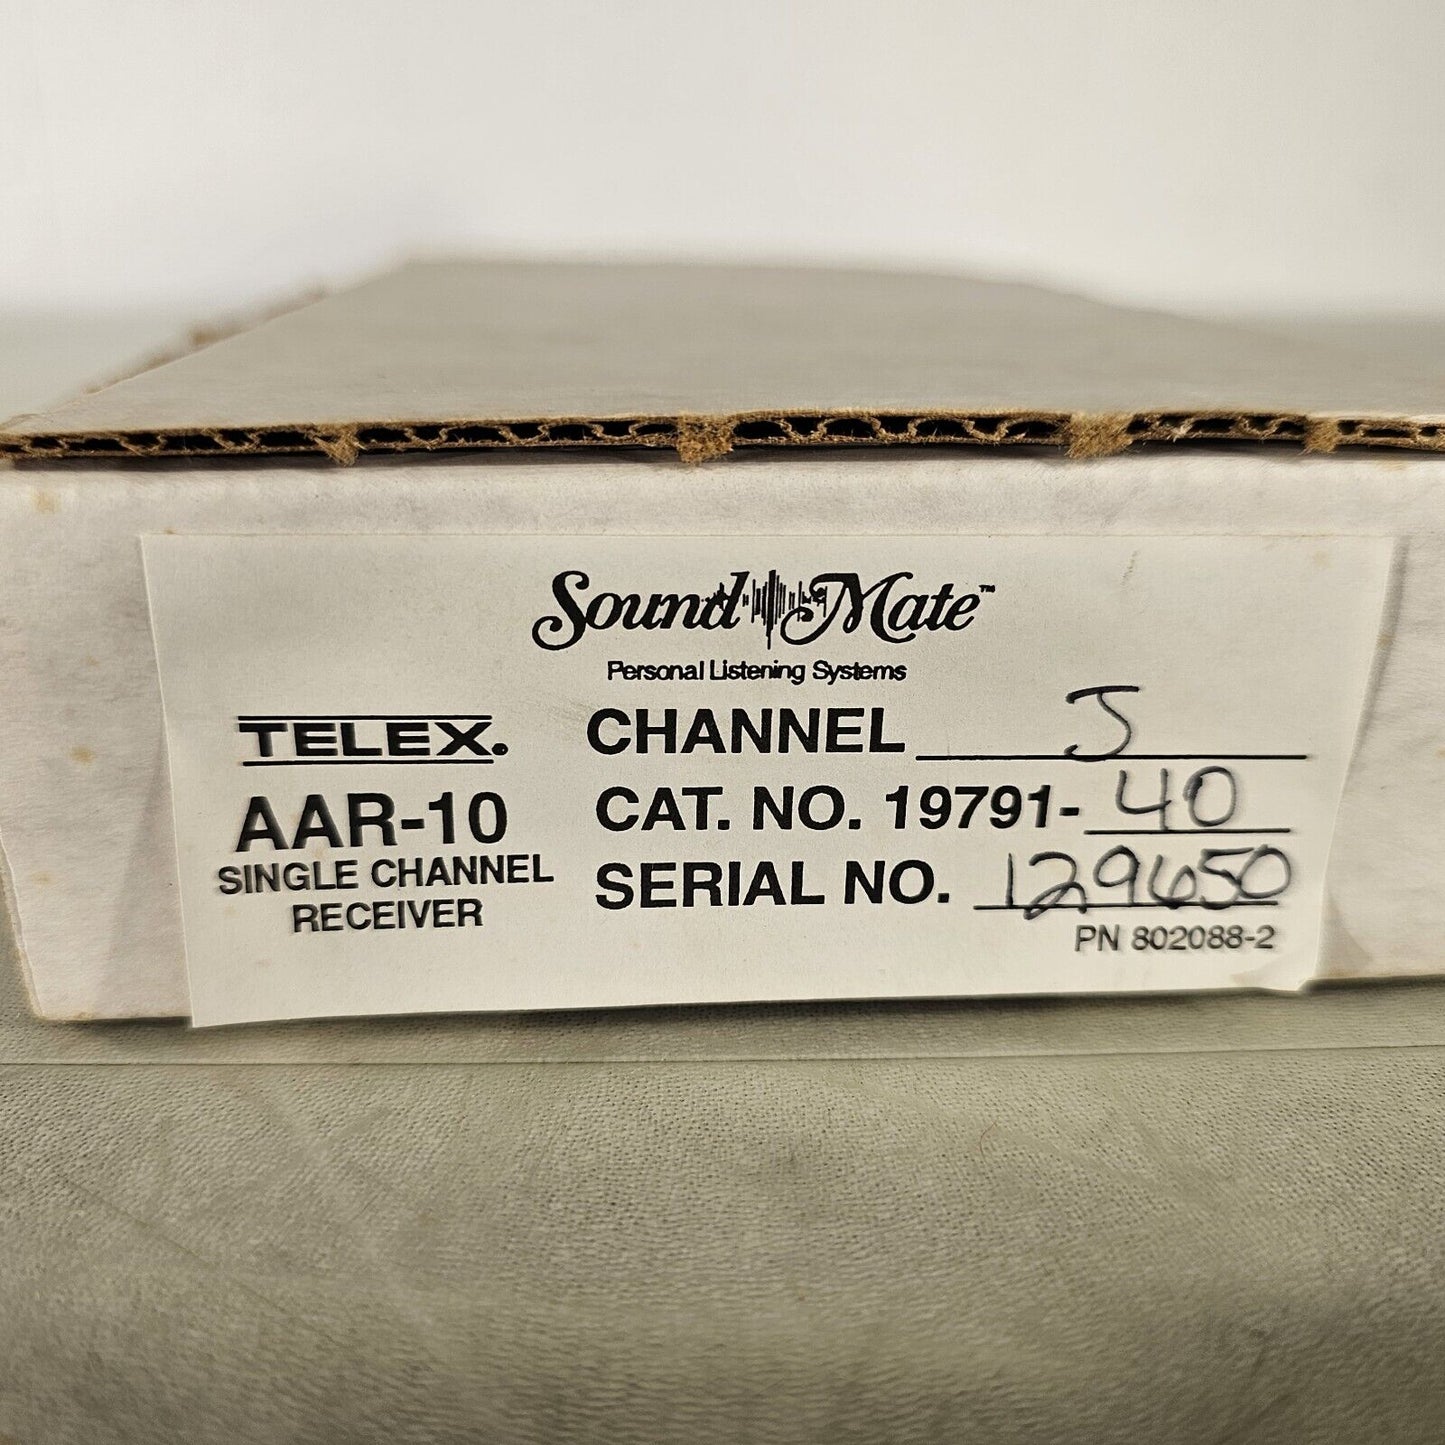 Sound Mate™
Personal Listening Systems
TELEX.
AAR-10
SINGLE CHANNEL
RECEIVER
CHANNEL J
CAT. NO. 19791-40
SERIAL NO. 129650
PN 802088-2